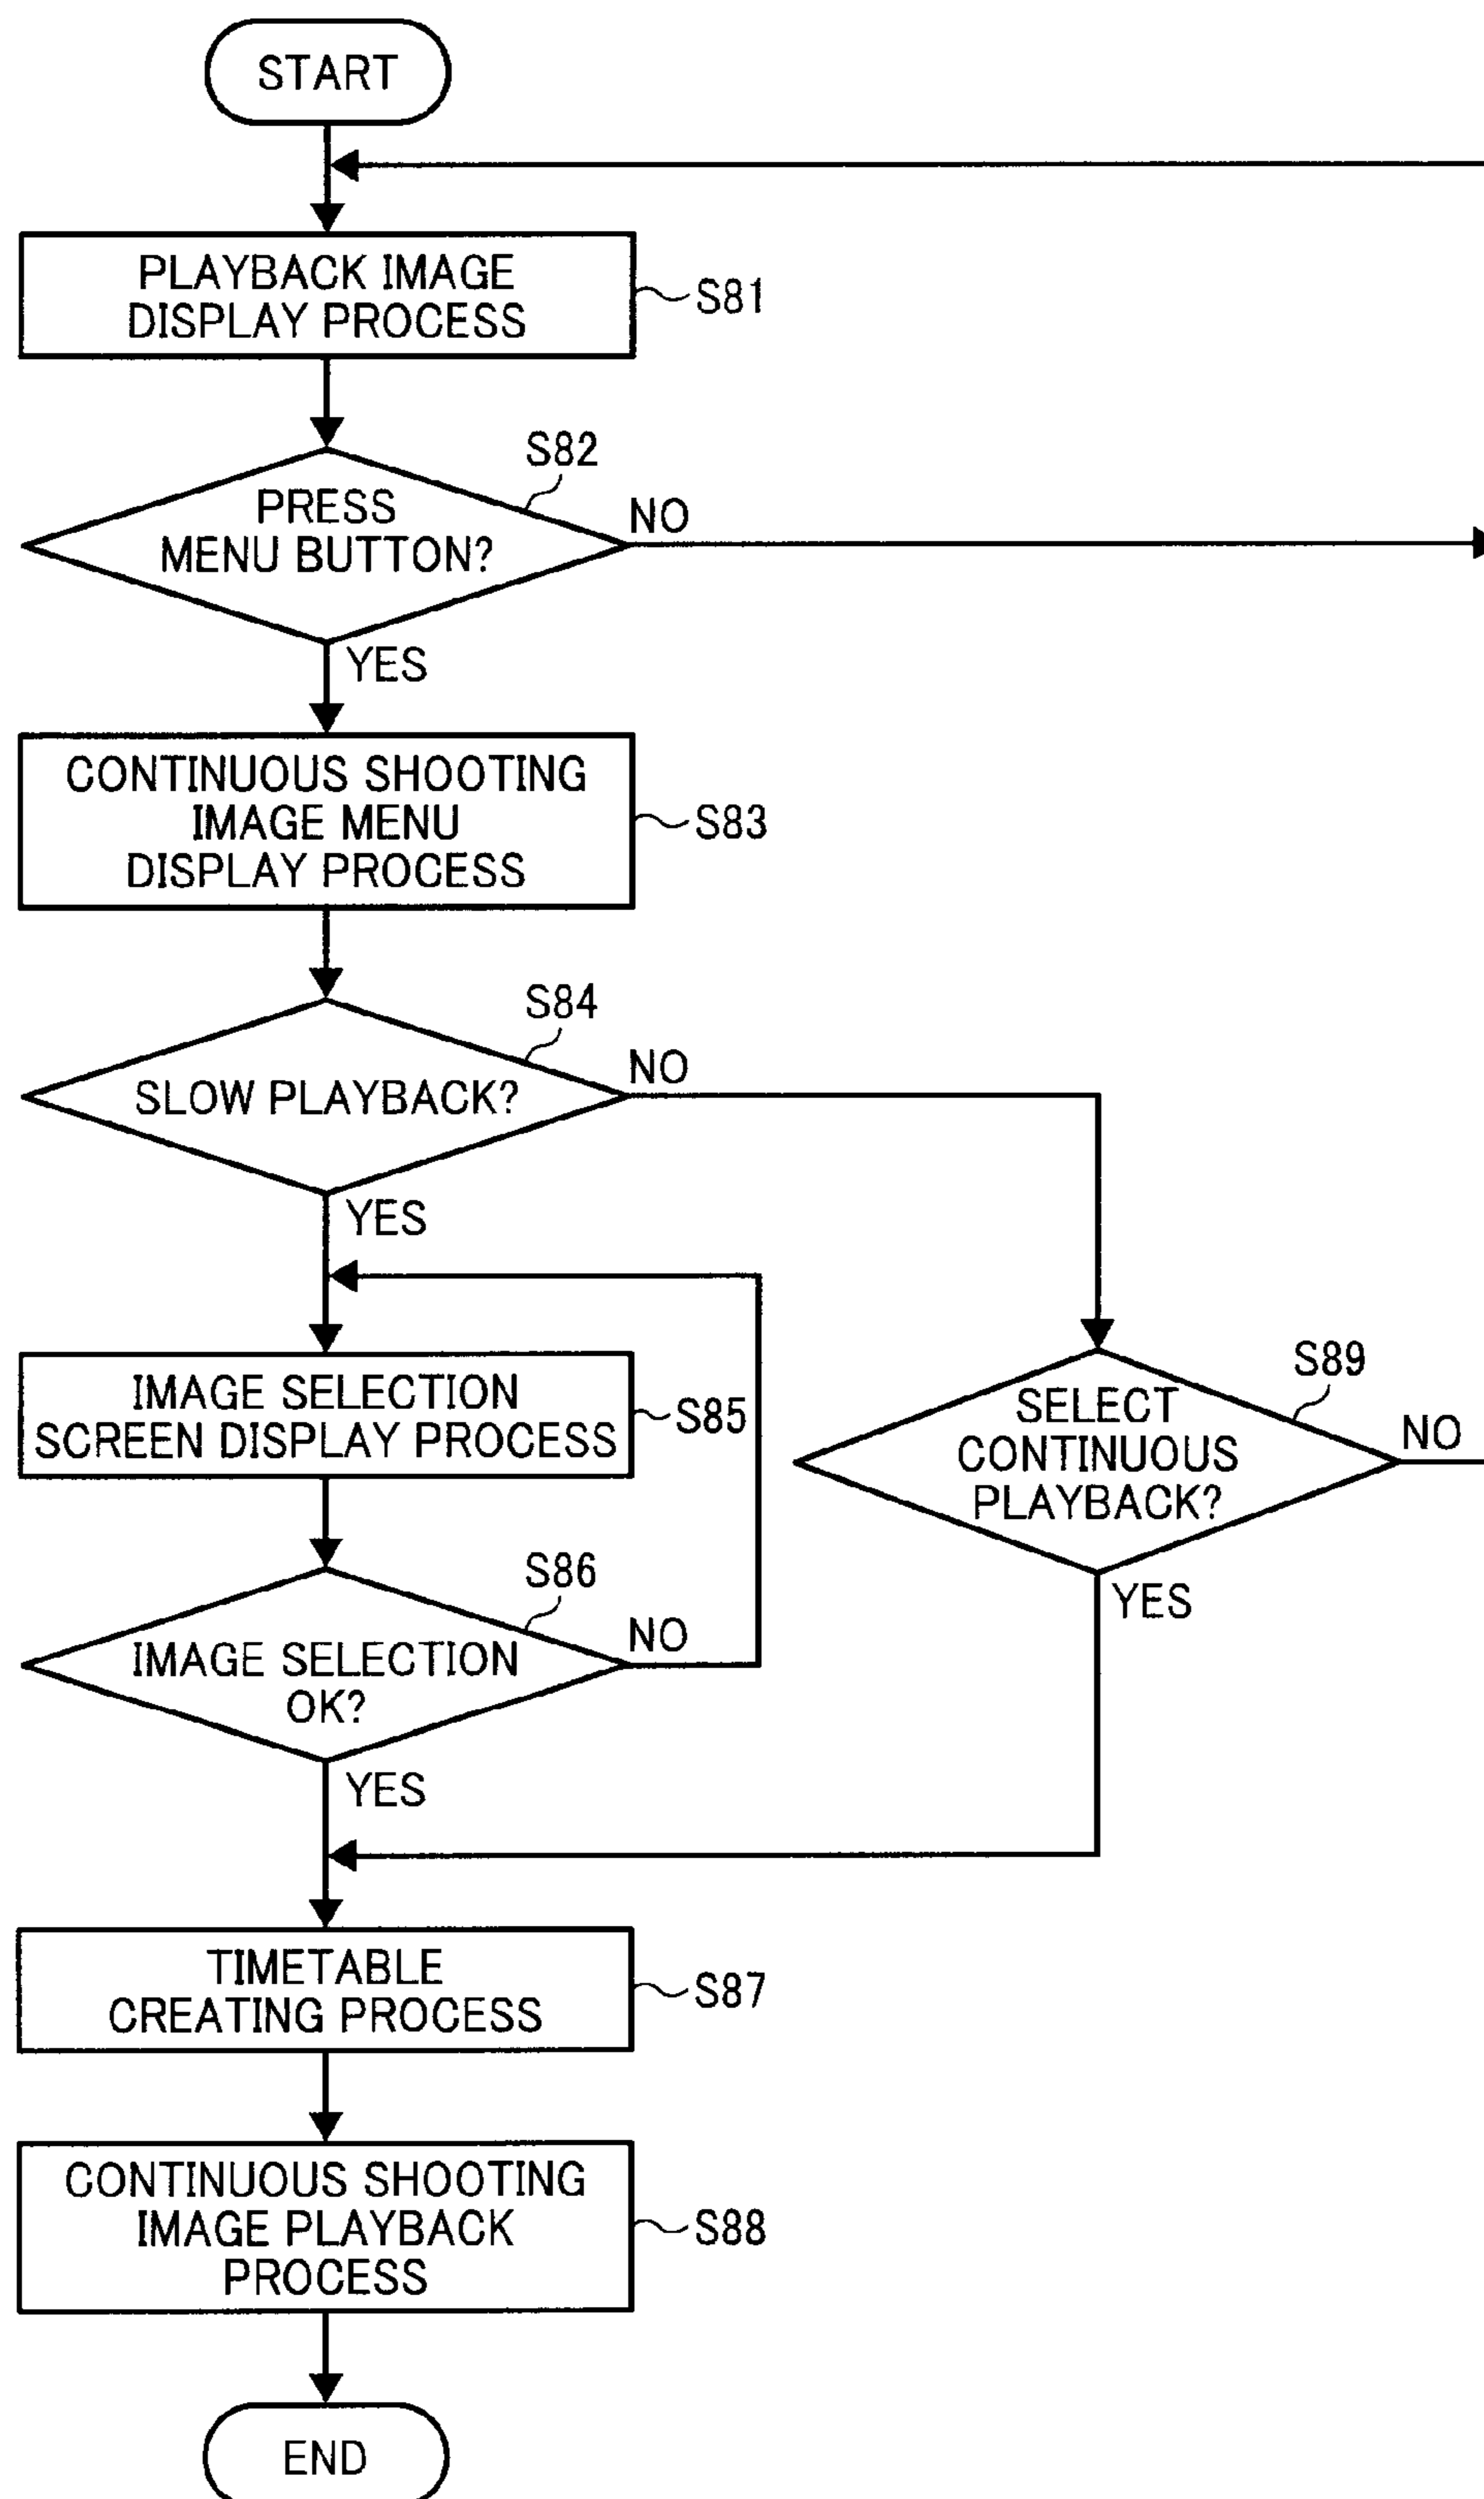 START
PLAYBACK IMAGE
DISPLAY PROCESS
S81
S82
PRESS
MENU BUTTON?
NO
YES
CONTINUOUS SHOOTING
IMAGE MENU
DISPLAY PROCESS
S83
S84
SLOW PLAYBACK?
NO
YES
IMAGE SELECTION
SCREEN DISPLAY PROCESS
S85
S89
SELECT
CONTINUOUS
PLAYBACK?
NO
YES
S86
IMAGE SELECTION
OK?
NO
YES
TIMETABLE
CREATING PROCESS
S87
CONTINUOUS SHOOTING
IMAGE PLAYBACK
PROCESS
S88
END